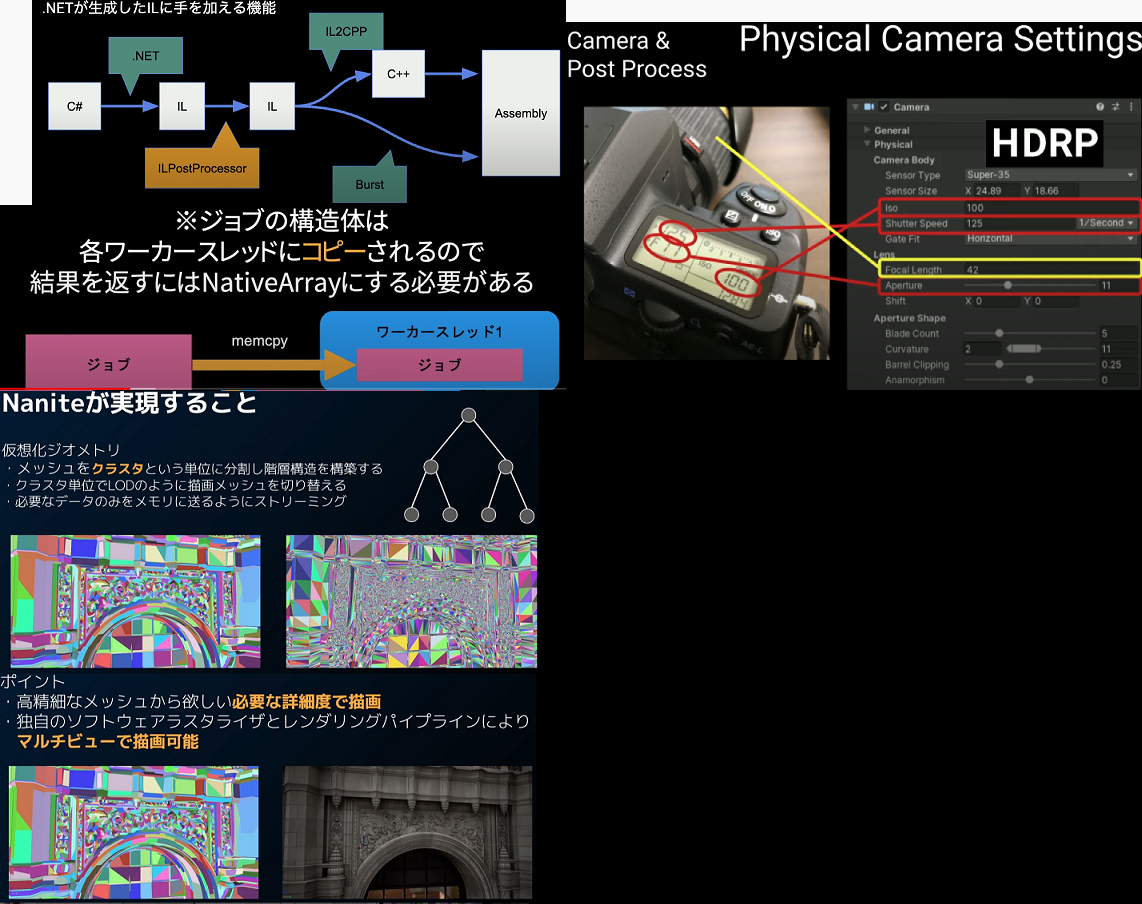 .NETが生成したILに手を加える機能
.NET
IL2CPP
C#
IL
IL
C++
Assembly
ILPostProcessor
Burst
※ジョブの構造体は
各ワーカースレッドにコピーされるので
結果を返すにはNativeArrayにする必要がある
ジョブ
memcpy
ワーカースレッド1
ジョブ
Camera &
Post Process
Physical Camera Settings
OFF ON
ISO
125
F11
ISO
100
AE-L
Camera
HDRP
General
Physical
Camera Body
Sensor Type Super-35
Sensor Size X 24.89 Y 18.66
Iso 100
Shutter Speed 125 1/Second
Gate Fit Horizontal
Lens
Focal Length 42
Aperture 11
Shift X 0 Y 0
Aperture Shape
Blade Count 5
Curvature 2 11
Barrel Clipping 0.25
Anamorphism 0
Naniteが実現すること
仮想化ジオメトリ
・メッシュをクラスタという単位に分割し階層構造を構築する
・クラスタ単位でLODのように描画メッシュを切り替える
・必要なデータのみをメモリに送るようにストリーミング
ポイント
・高精細なメッシュから欲しい必要な詳細度で描画
・独自のソフトウェアラスタライザとレンダリングパイプラインにより
マルチビューで描画可能